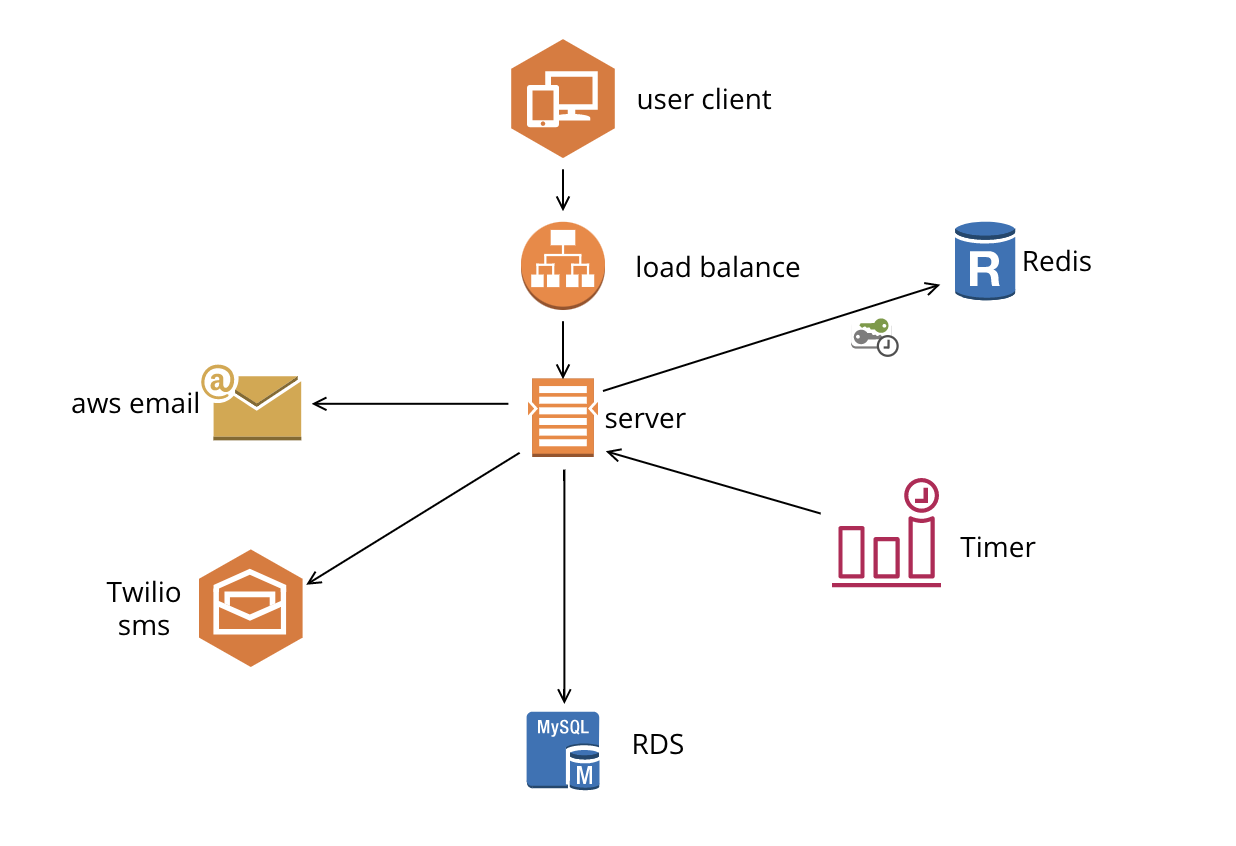 user client
load balance
R
Redis
@
aws email
server
Timer
Twilio
sms
MySQL
M
RDS